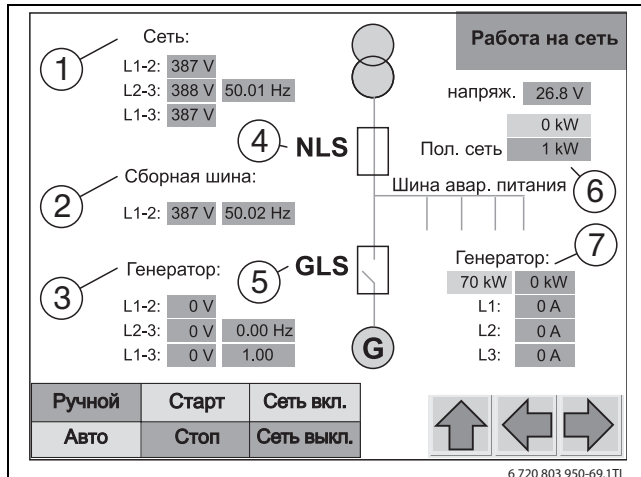 Сеть:
Работа на сеть
1
L1-2: 387 V
L2-3: 388 V 50.01 Hz
L1-3: 387 V
напряж. 26.8 V
0 kW
Пол. сеть 1 kW
4
NLS
6
Сборная шина:
Шина авар. питания
2
L1-2: 387 V 50.02 Hz
7
Генератор:
5
GLS
Генератор:
3
70 kW 0 kW
L1-2: 0 V
L1: 0 A
L2-3: 0 V 0.00 Hz
L2: 0 A
L1-3: 0 V 1.00
L3: 0 A
G
Ручной Старт Сеть вкл.
Авто Стоп Сеть выкл.
6 720 803 950-69.1TL